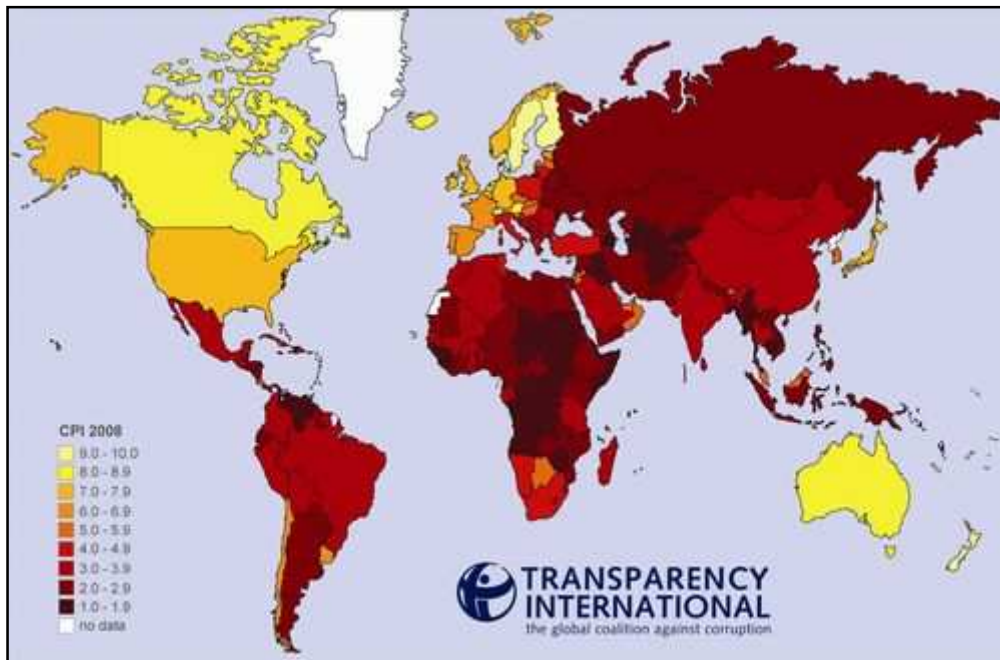 CPI 2008
9.0 - 10.0
8.0 - 8.9
7.0 - 7.9
6.0 - 6.9
5.0 - 5.9
4.0 - 4.9
3.0 - 3.9
2.0 - 2.9
1.0 - 1.9
no data
TRANSPARENCY
INTERNATIONAL
the global coalition against corruption